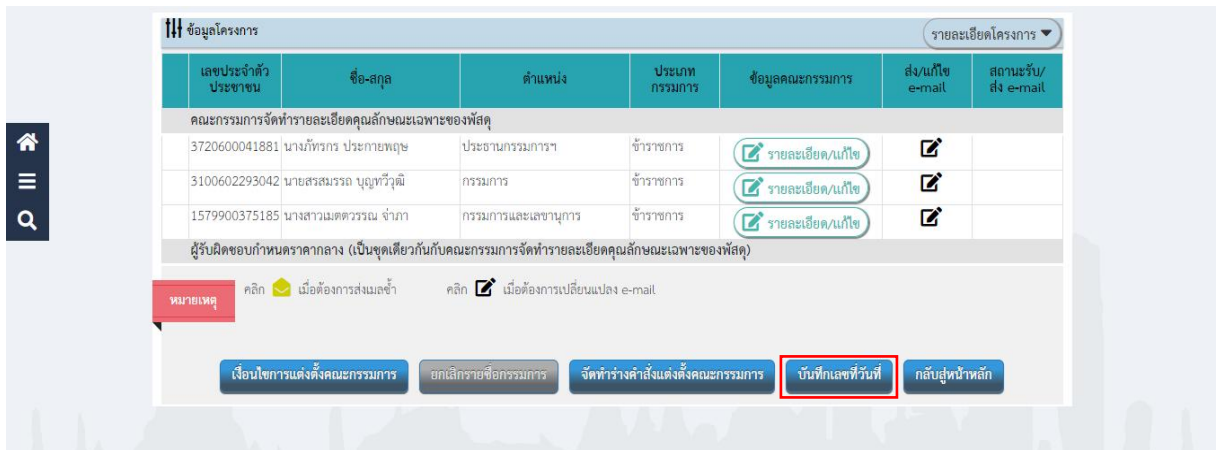 ข้อมูลโครงการ รายละเอียดโครงการ
เลขประจำตัวประชาชน ชื่อ-สกุล ตำแหน่ง ประเภทกรรมการ ข้อมูลคณะกรรมการ ส่ง/แก้ไข e-mail สถานะรับ/ส่ง e-mail
คณะกรรมการจัดทำรายละเอียดคุณลักษณะเฉพาะของพัสดุ
3720600041881 นางภัทรกร ประกายพฤษ ประธานกรรมการฯ ข้าราชการ รายละเอียด/แก้ไข
3100602293042 นายสรสมรรถ บุญทวีวุฒิ กรรมการ ข้าราชการ รายละเอียด/แก้ไข
1579900375185 นางสาวเมตตวรรณ จำภา กรรมการและเลขานุการ ข้าราชการ รายละเอียด/แก้ไข
ผู้รับผิดชอบกำหนดราคากลาง (เป็นชุดเดียวกันกับคณะกรรมการจัดทำรายละเอียดคุณลักษณะเฉพาะของพัสดุ)
หมายเหตุ คลิก เมื่อต้องการส่งเมลซ้ำ คลิก เมื่อต้องการเปลี่ยนแปลง e-mail
เงื่อนไขการแต่งตั้งคณะกรรมการ ยกเลิกรายชื่อกรรมการ จัดทำร่างคำสั่งแต่งตั้งคณะกรรมการ บันทึกเลขที่วันที่ กลับสู่หน้าหลัก